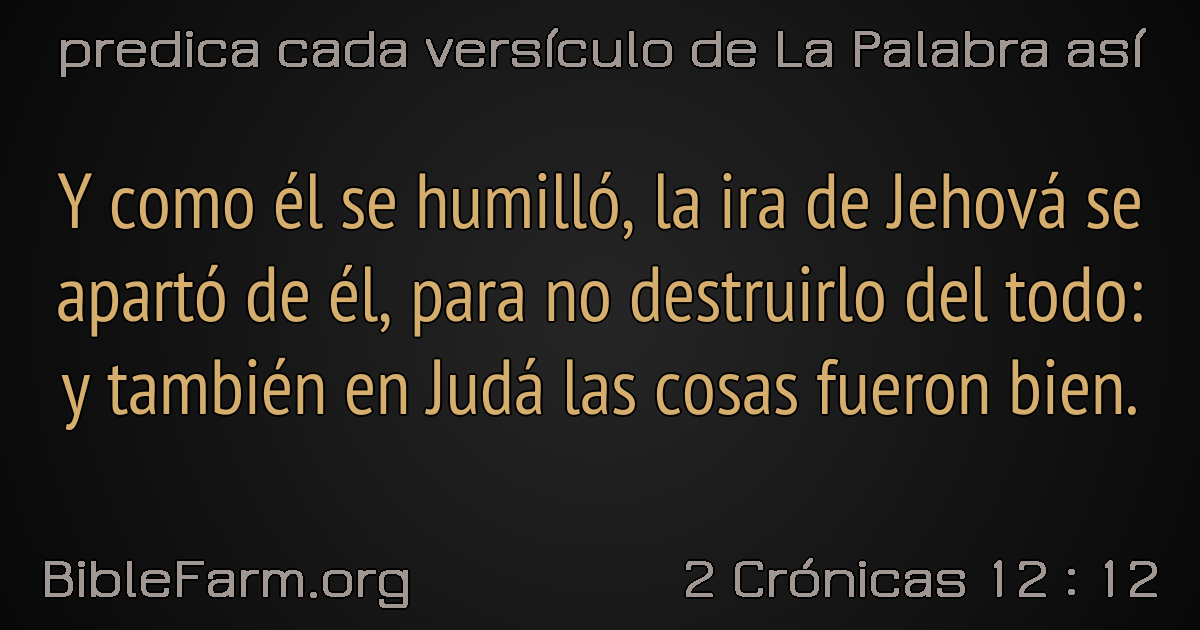 predica cada versículo de La Palabra así
Y como él se humilló, la ira de Jehová se
apartó de él, para no destruirlo del todo:
y también en Judá las cosas fueron bien.
BibleFarm.org
2 Crónicas 12 : 12